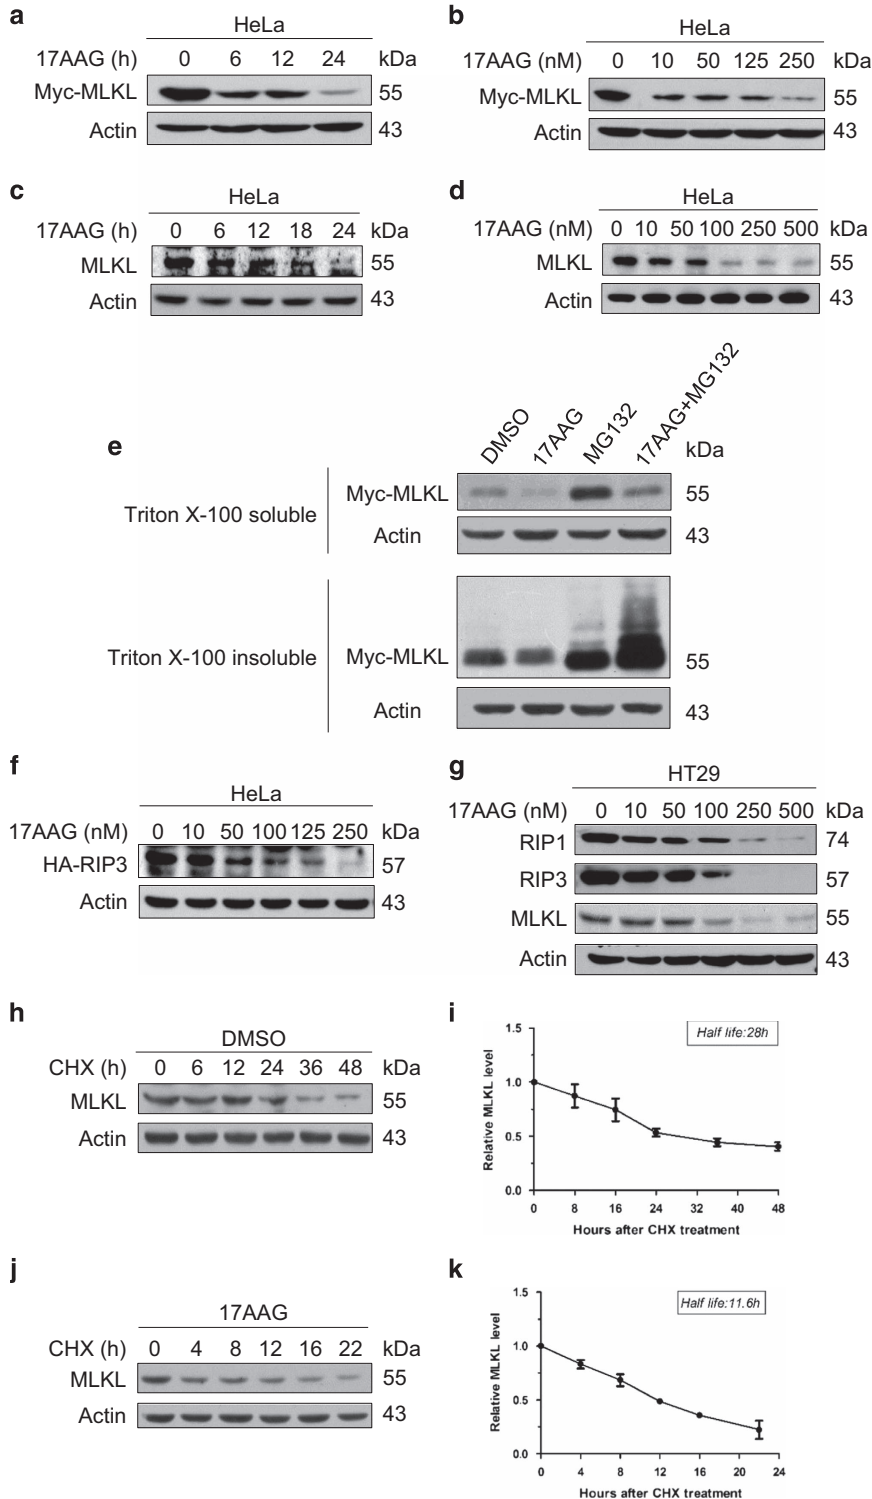 a
HeLa
17AAG (h) 0 6 12 24 kDa
Myc-MLKL 55
Actin 43
b
HeLa
17AAG (nM) 0 10 50 125 250 kDa
Myc-MLKL 55
Actin 43
c
HeLa
17AAG (h) 0 6 12 18 24 kDa
MLKL 55
Actin 43
d
HeLa
17AAG (nM) 0 10 50 100 250 500 kDa
MLKL 55
Actin 43
e
DMSO 17AAG MG132 17AAG+MG132 kDa
Triton X-100 soluble
Myc-MLKL 55
Actin 43
Triton X-100 insoluble
Myc-MLKL 55
Actin 43
f
HeLa
17AAG (nM) 0 10 50 100 125 250 kDa
HA-RIP3 57
Actin 43
g
HT29
17AAG (nM) 0 10 50 100 250 500 kDa
RIP1 74
RIP3 57
MLKL 55
Actin 43
h
DMSO
CHX (h) 0 6 12 24 36 48 kDa
MLKL 55
Actin 43
i
Half life:28h
Relative MLKL level
1.5
1.0
0.5
0.0
0 8 16 24 32 40 48
Hours after CHX treatment
j
17AAG
CHX (h) 0 4 8 12 16 22 kDa
MLKL 55
Actin 43
k
Half life:11.6h
Relative MLKL level
1.5
1.0
0.5
0.0
0 4 8 12 16 20 24
Hours after CHX treatment